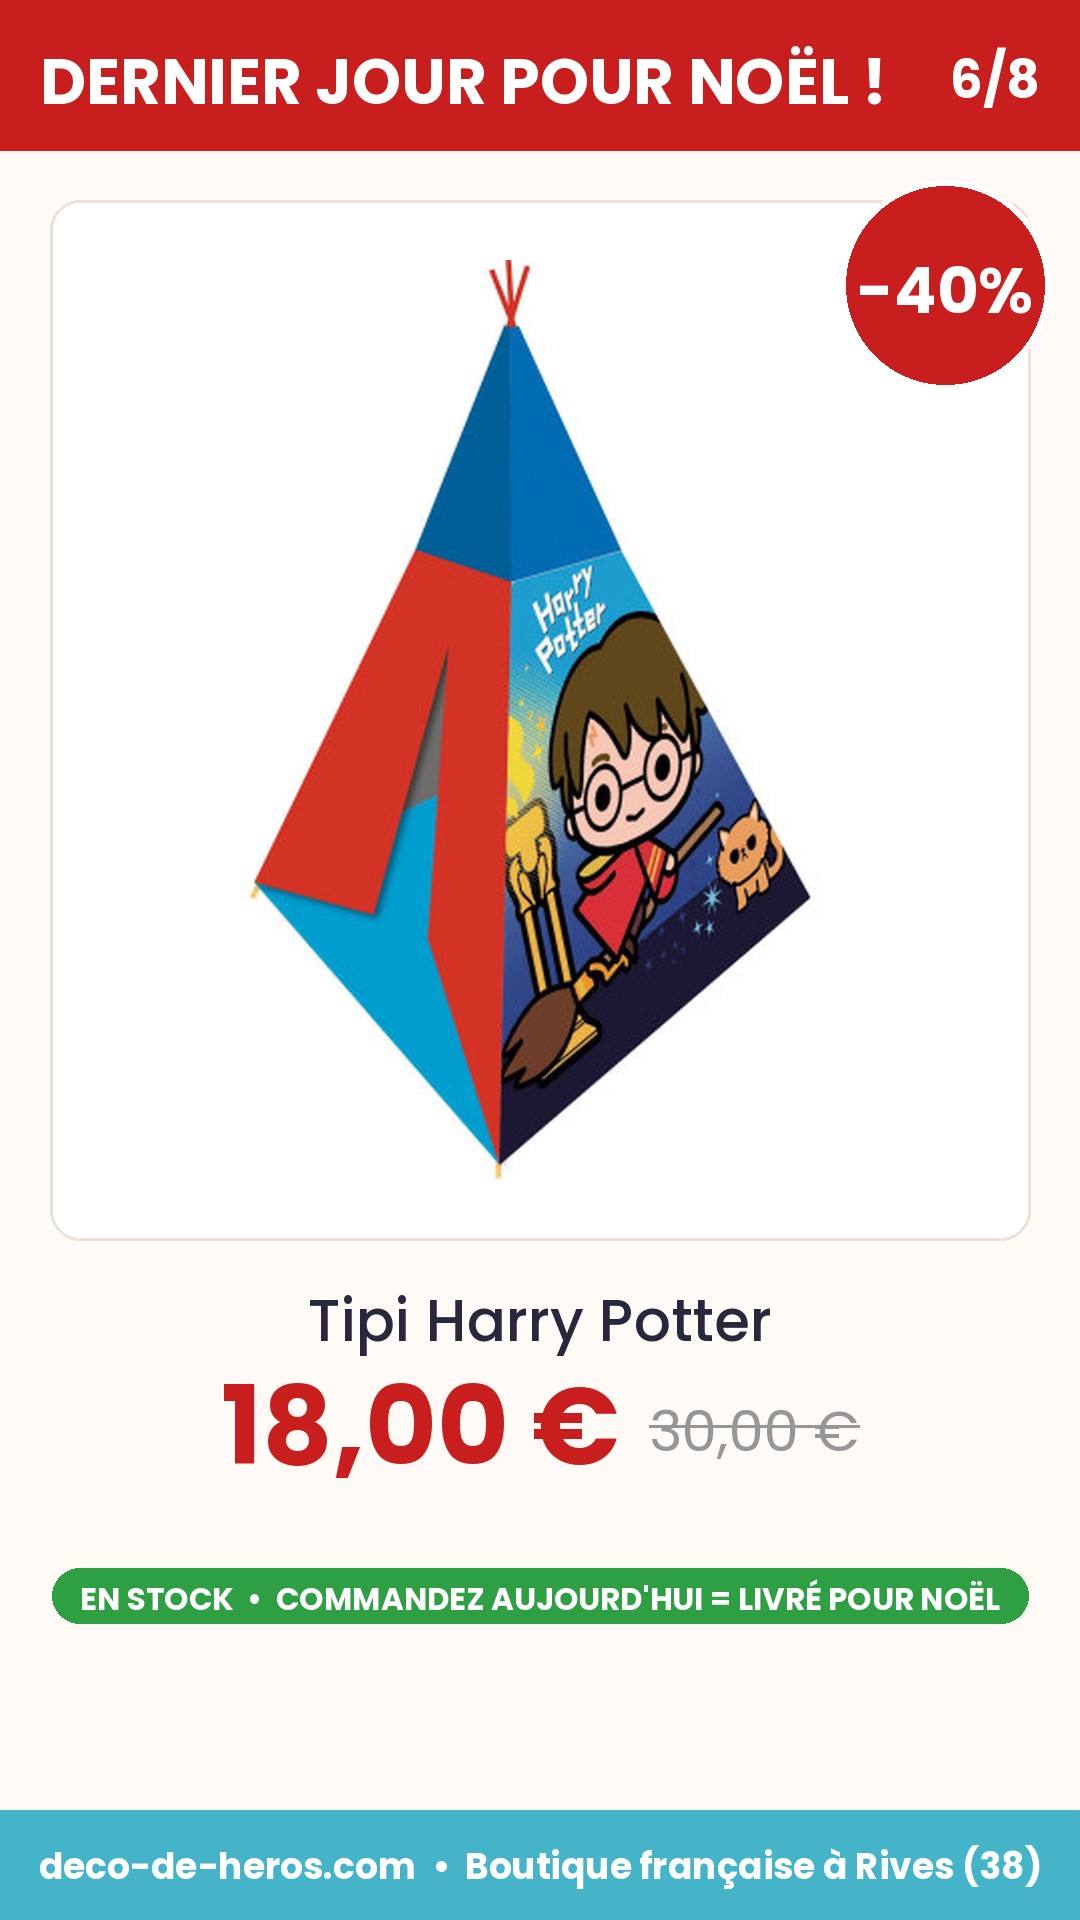 DERNIER JOUR POUR NOËL !
6/8
-40%
Harry
Potter
Tipi Harry Potter
18,00 € 30,00 €
EN STOCK • COMMANDEZ AUJOURD'HUI = LIVRÉ POUR NOËL
deco-de-heros.com • Boutique française à Rives (38)